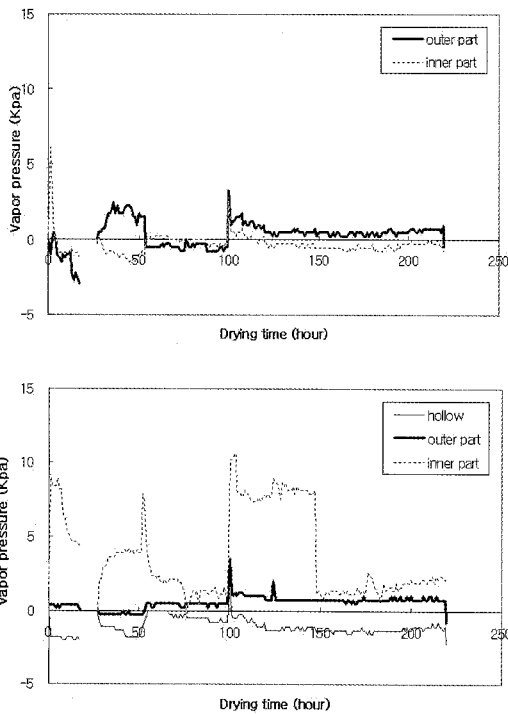 15
outer part
inner part
10
Vapor pressure (Kpa)
5
0
0 50 100 150 200 250
-5
Drying time (hour)
15
hollow
outer part
inner part
10
Vapor pressure (Kpa)
5
0
0 50 100 150 200 250
-5
Drying time (hour)